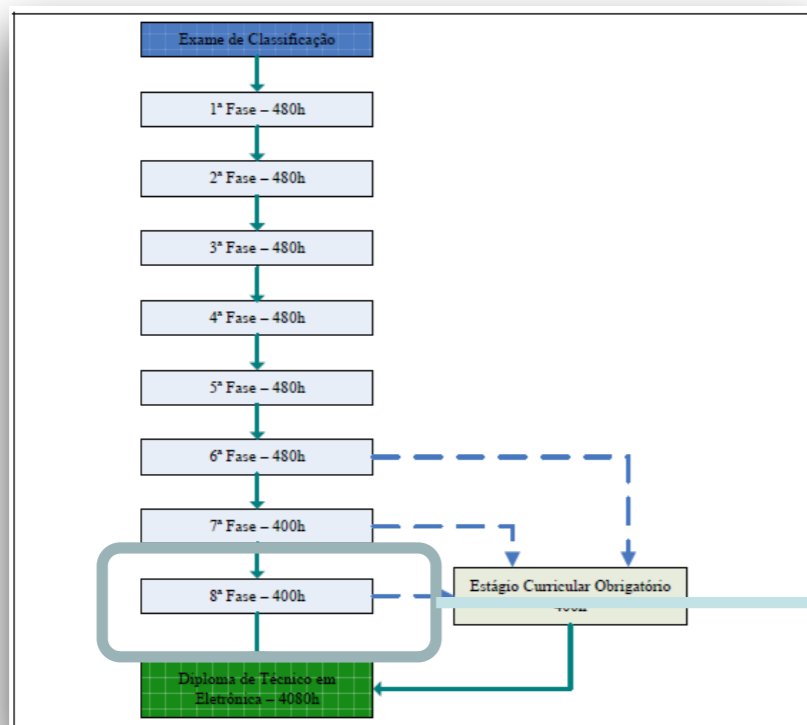 Exame de Classificação
1ª Fase – 480h
2ª Fase – 480h
3ª Fase – 480h
4ª Fase – 480h
5ª Fase – 480h
6ª Fase – 480h
7ª Fase – 400h
8ª Fase – 400h
Estágio Curricular Obrigatório
400h
Diploma de Técnico em
Eletrônica – 4080h